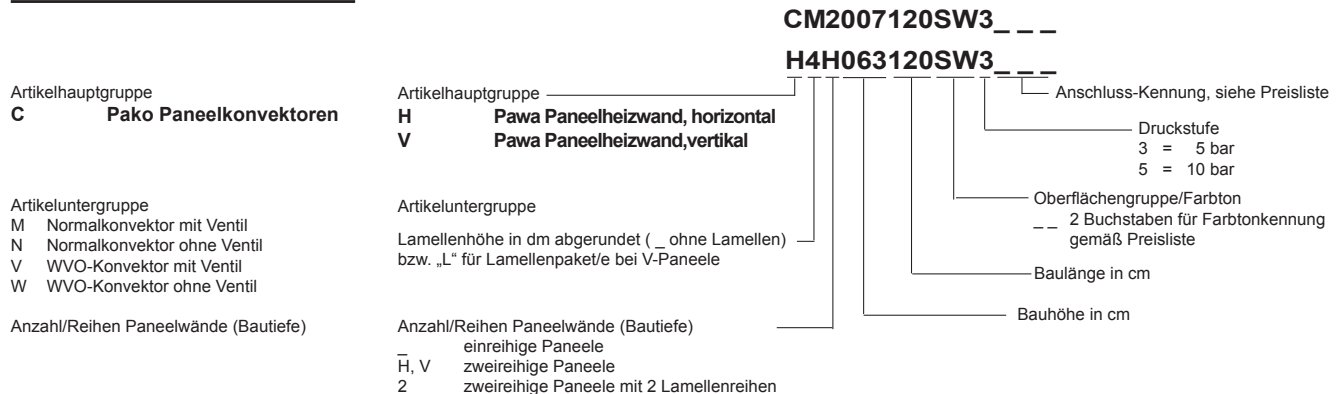 CM2007120SW3_ _ _
H4H063120SW3_ _ _
Artikelhauptgruppe
C Pako Paneelkonvektoren
Artikeluntergruppe
M Normalkonvektor mit Ventil
N Normalkonvektor ohne Ventil
V WVO-Konvektor mit Ventil
W WVO-Konvektor ohne Ventil
Anzahl/Reihen Paneelwände (Bautiefe)
Artikelhauptgruppe
H Pawa Paneelheizwand, horizontal
V Pawa Paneelheizwand,vertikal
Artikeluntergruppe
Lamellenhöhe in dm abgerundet ( _ ohne Lamellen)
bzw. „L“ für Lamellenpaket/e bei V-Paneele
Anzahl/Reihen Paneelwände (Bautiefe)
_ einreihige Paneele
H, V zweireihige Paneele
2 zweireihige Paneele mit 2 Lamellenreihen
Anschluss-Kennung, siehe Preisliste
Druckstufe
3 = 5 bar
5 = 10 bar
Oberflächengruppe/Farbton
_ _ 2 Buchstaben für Farbtonkennung
gemäß Preisliste
Baulänge in cm
Bauhöhe in cm